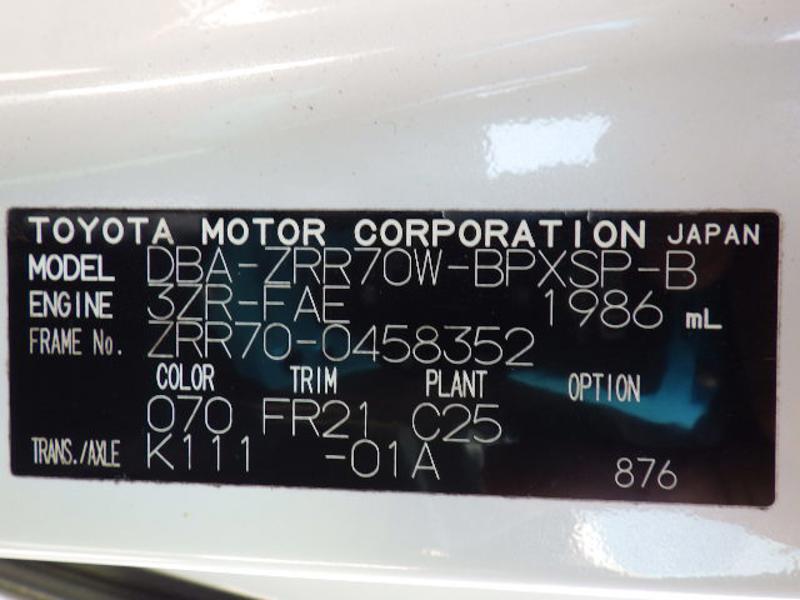 TOYOTA MOTOR CORPORATION JAPAN
MODEL DBA-ZRR70W-BPXSP-B
ENGINE 3ZR-FAE 1986 mL
FRAME No. ZRR70-0458352
COLOR TRIM PLANT OPTION
070 FR21 C25
TRANS./AXLE K111 -01A 876